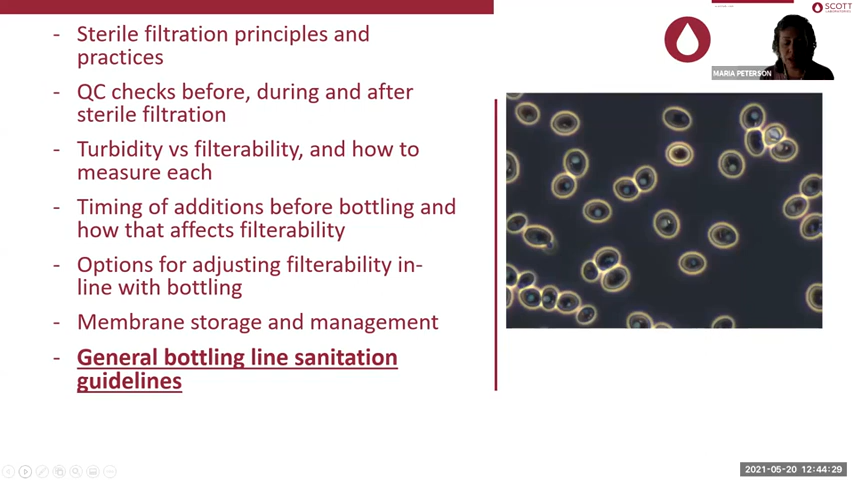 - Sterile filtration principles and
practices
- QC checks before, during and after
sterile filtration
- Turbidity vs filterability, and how to
measure each
- Timing of additions before bottling and
how that affects filterability
- Options for adjusting filterability in-
line with bottling
- Membrane storage and management
- General bottling line sanitation
guidelines
SCOTT
LABORATORIES
MARIA PETERSON
2021-05-20 12:44:29